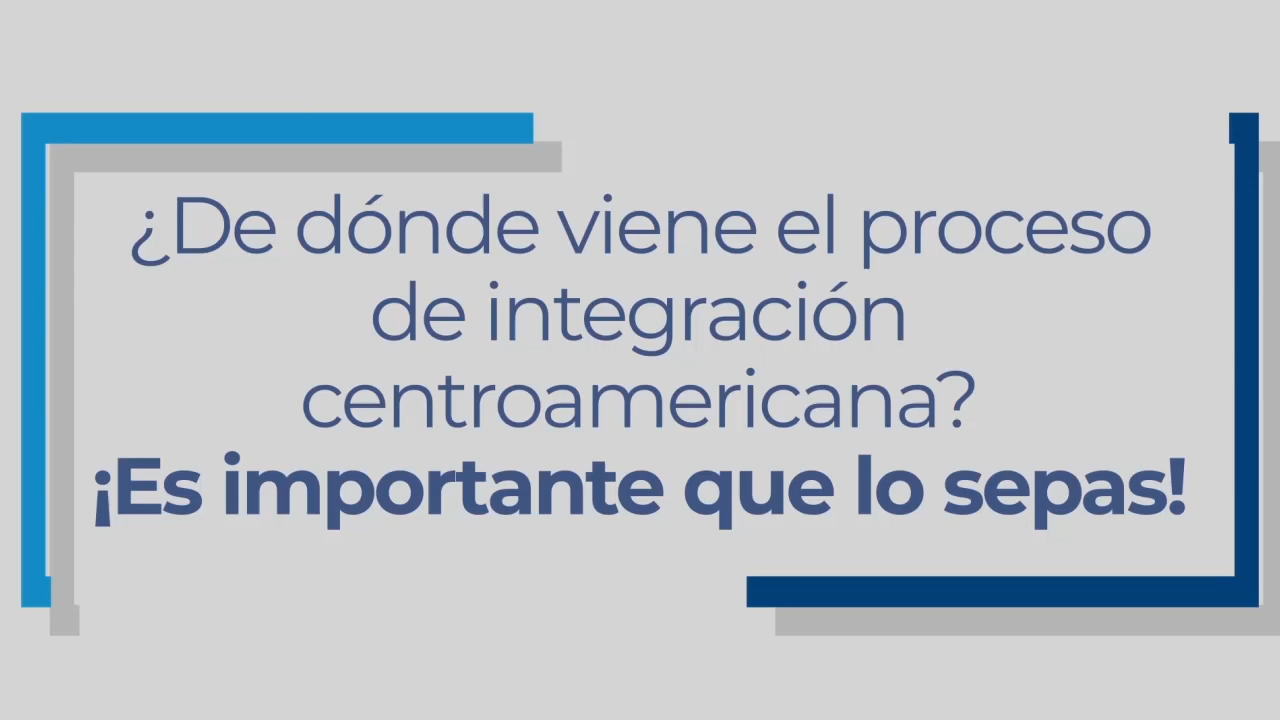 ¿De dónde viene el proceso
de integración
centroamericana?
¡Es importante que lo sepas!